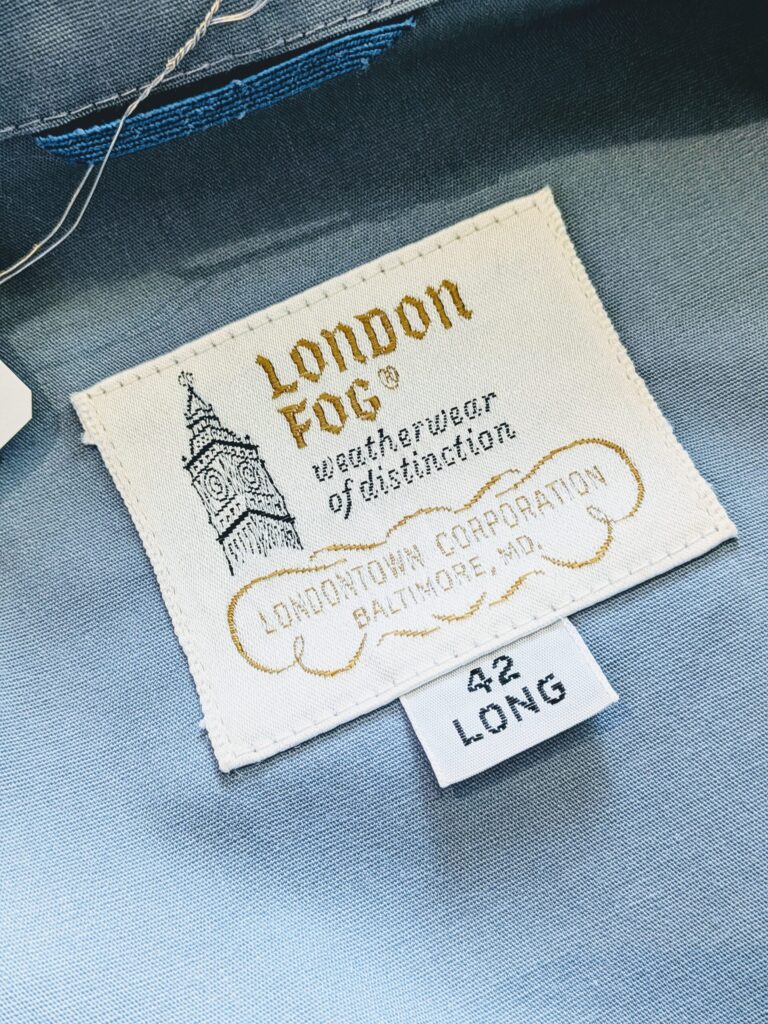 LONDON
FOG®
weatherwear
of distinction
LONDONTOWN CORPORATION
BALTIMORE, MD.
42
LONG